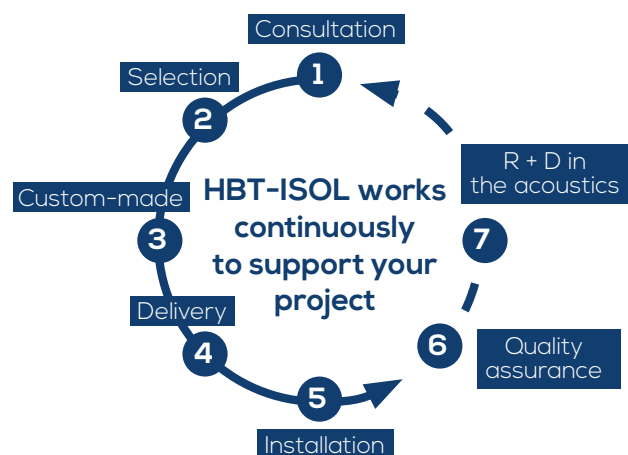 Consultation
1
Selection
2
Custom-made
3
Delivery
4
5
Installation
6
Quality
assurance
R + D in
the acoustics
7
HBT-ISOL works
continuously
to support your
project